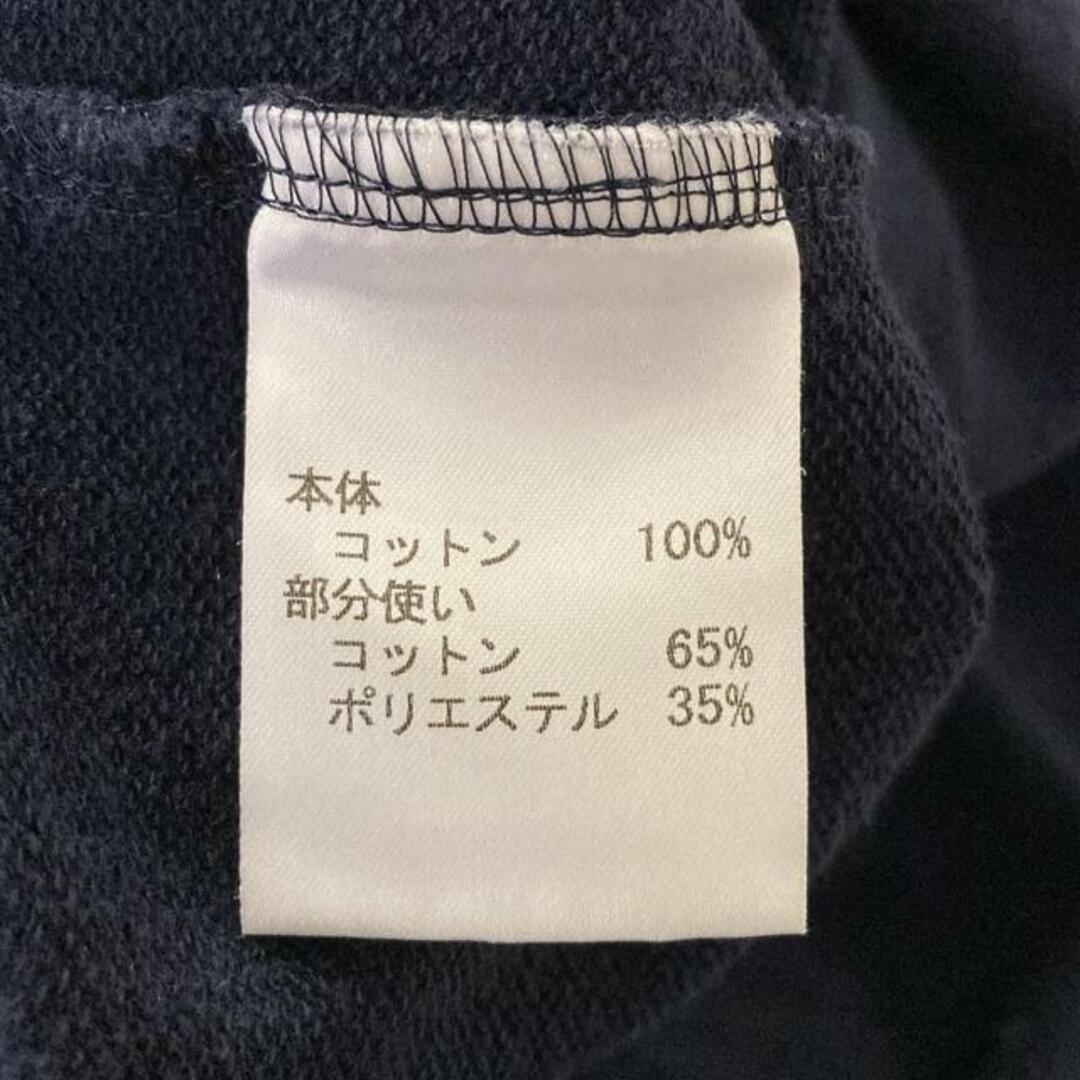 本体
コットン 100%
部分使い
コットン 65%
ポリエステル 35%